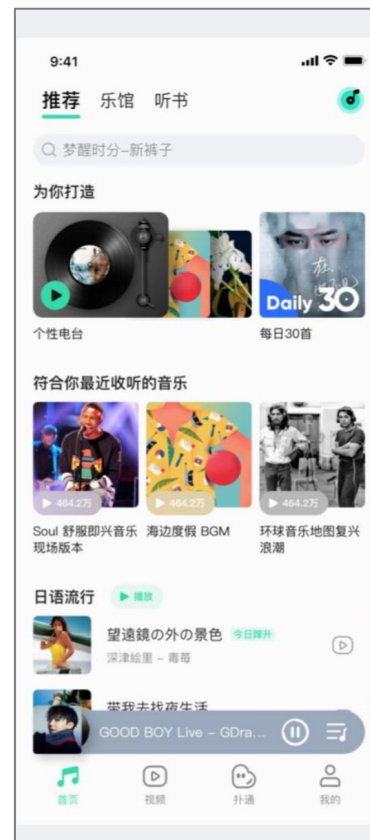 9:41
推荐 乐馆 听书
梦醒时分–新裤子
为你打造
Daily 30
个性电台 每日30首
符合你最近收听的音乐
464.2万 464.2万 464.2万
Soul 舒服即兴音乐 海边度假 BGM 环球音乐地图复兴
现场版本 浪潮
日语流行 播放
望遠鏡の外の景色 今日蹿升
深津绘里 – 毒苺
带我去找夜生活
GOOD BOY Live – GDra...
首页 视频 扑通 我的